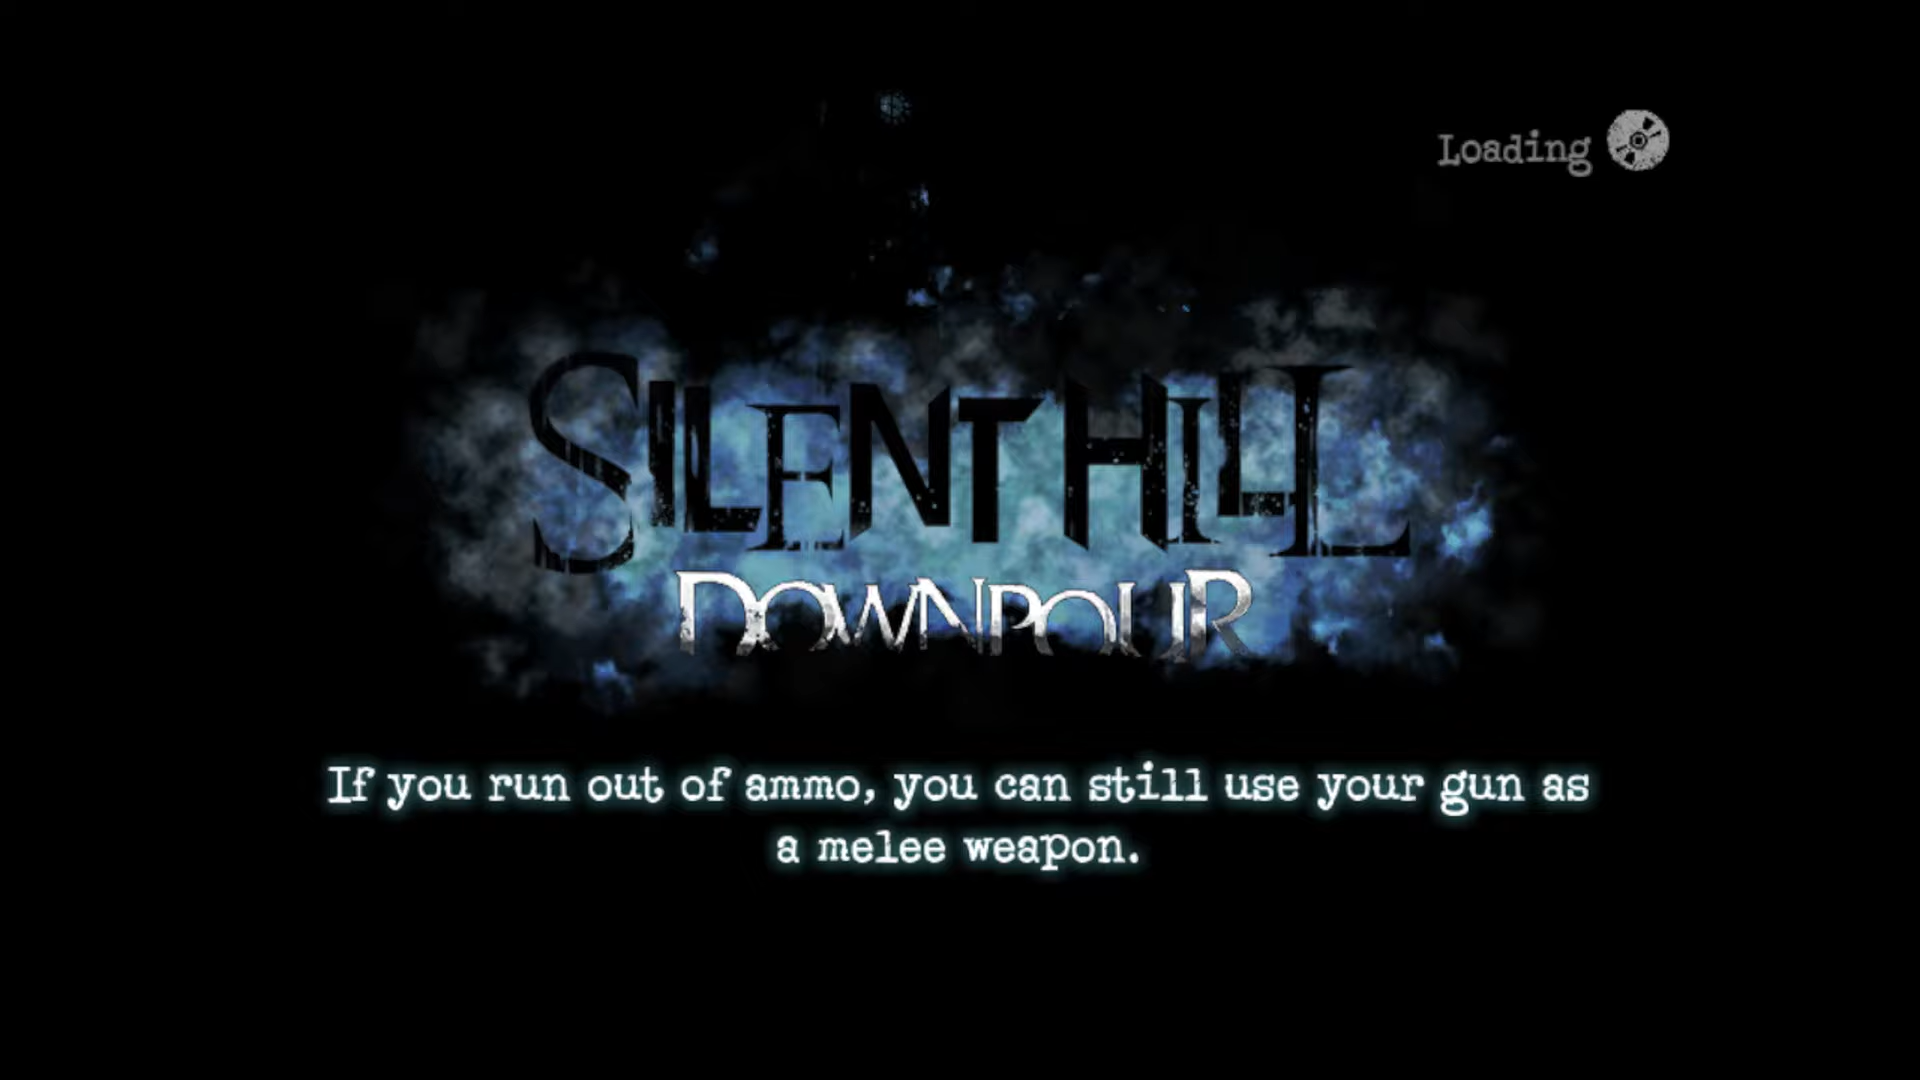 Loading
SILENT HILL
DOWNPOUR
If you run out of ammo, you can still use your gun as
a melee weapon.